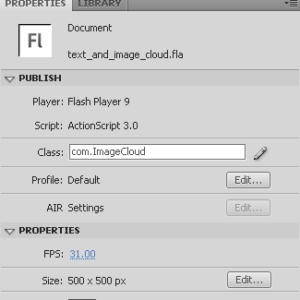 PROPERTIES LIBRARY
Fl
Document
text_and_image_cloud.fla
PUBLISH
Player: Flash Player 9
Script: ActionScript 3.0
Class: com.ImageCloud
Profile: Default Edit...
AIR Settings Edit...
PROPERTIES
FPS: 31.00
Size: 500 x 500 px Edit...